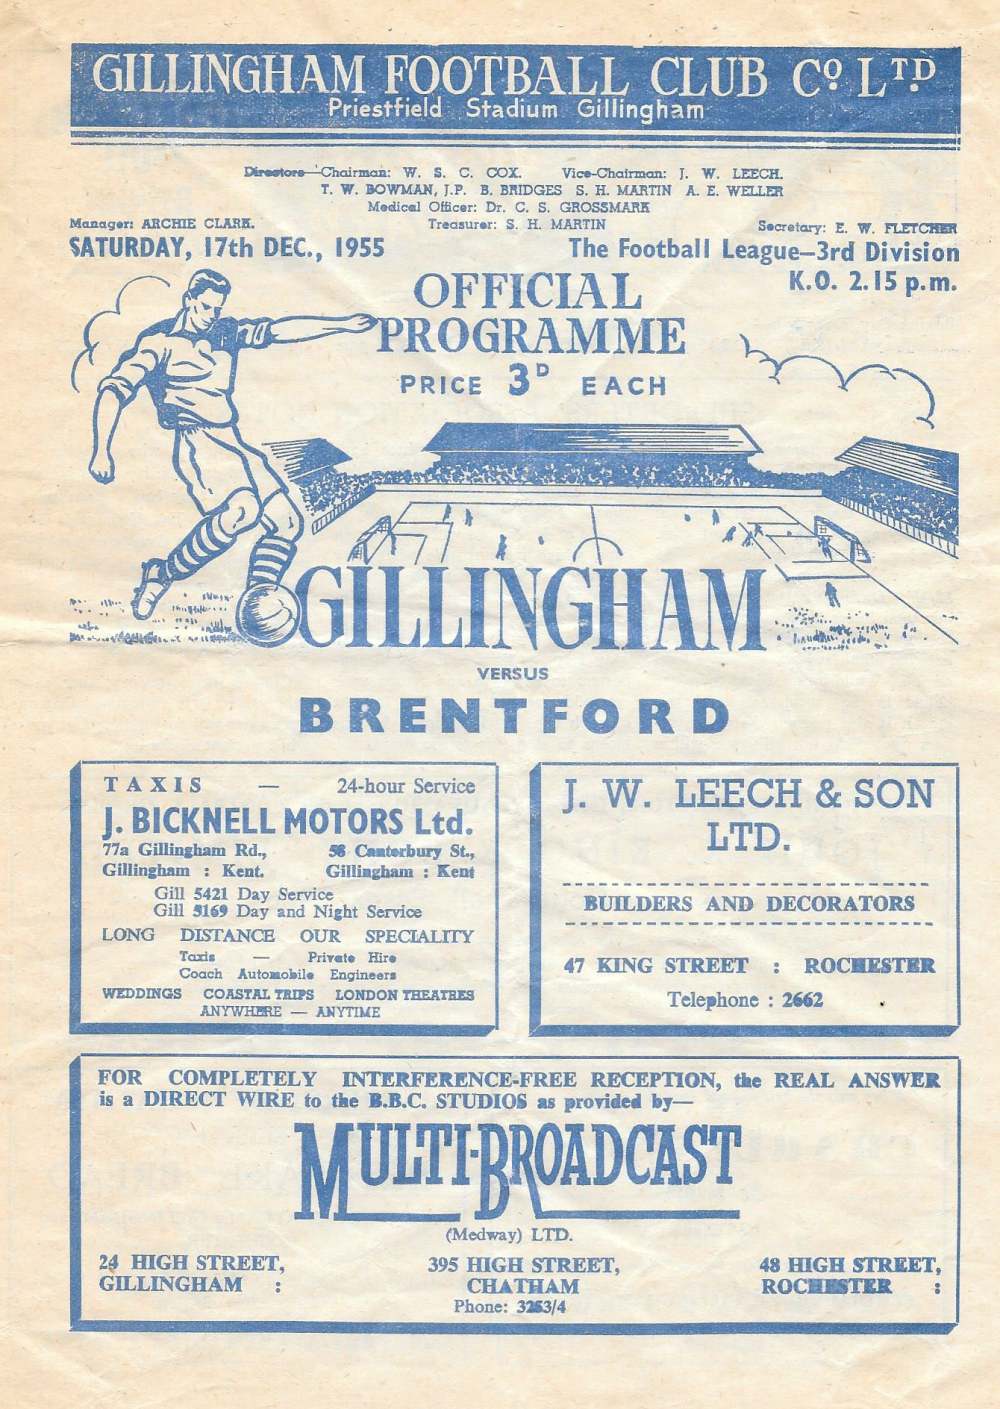 GILLINGHAM FOOTBALL CLUB Co. LTD.
Priestfield Stadium Gillingham
Directors—Chairman: W. S. C. COX. Vice-Chairman: J. W. LEECH.
T. W. BOWMAN, J.P. B. BRIDGES S. H. MARTIN A. E. WELLER
Medical Officer: Dr. C. S. GROSSMARK
Manager: ARCHIE CLARK. Treasurer: S. H. MARTIN Secretary: E. W. FLETCHER
SATURDAY, 17th DEC., 1955 The Football League—3rd Division
K.O. 2.15 p.m.
OFFICIAL
PROGRAMME
PRICE 3D EACH
GILLINGHAM
VERSUS
BRENTFORD
TAXIS — 24-hour Service
J. BICKNELL MOTORS Ltd.
77a Gillingham Rd., 58 Canterbury St.,
Gillingham : Kent. Gillingham : Kent
Gill 5421 Day Service
Gill 5169 Day and Night Service
LONG DISTANCE OUR SPECIALITY
Taxis — Private Hire
Coach Automobile Engineers
WEDDINGS COASTAL TRIPS LONDON THEATRES
ANYWHERE — ANYTIME
J. W. LEECH & SON
LTD.
BUILDERS AND DECORATORS
47 KING STREET : ROCHESTER
Telephone : 2662
FOR COMPLETELY INTERFERENCE-FREE RECEPTION, the REAL ANSWER
is a DIRECT WIRE to the B.B.C. STUDIOS as provided by—
MULTI-BROADCAST
(Medway) LTD.
24 HIGH STREET, 395 HIGH STREET, 48 HIGH STREET,
GILLINGHAM : CHATHAM ROCHESTER :
Phone: 3253/4